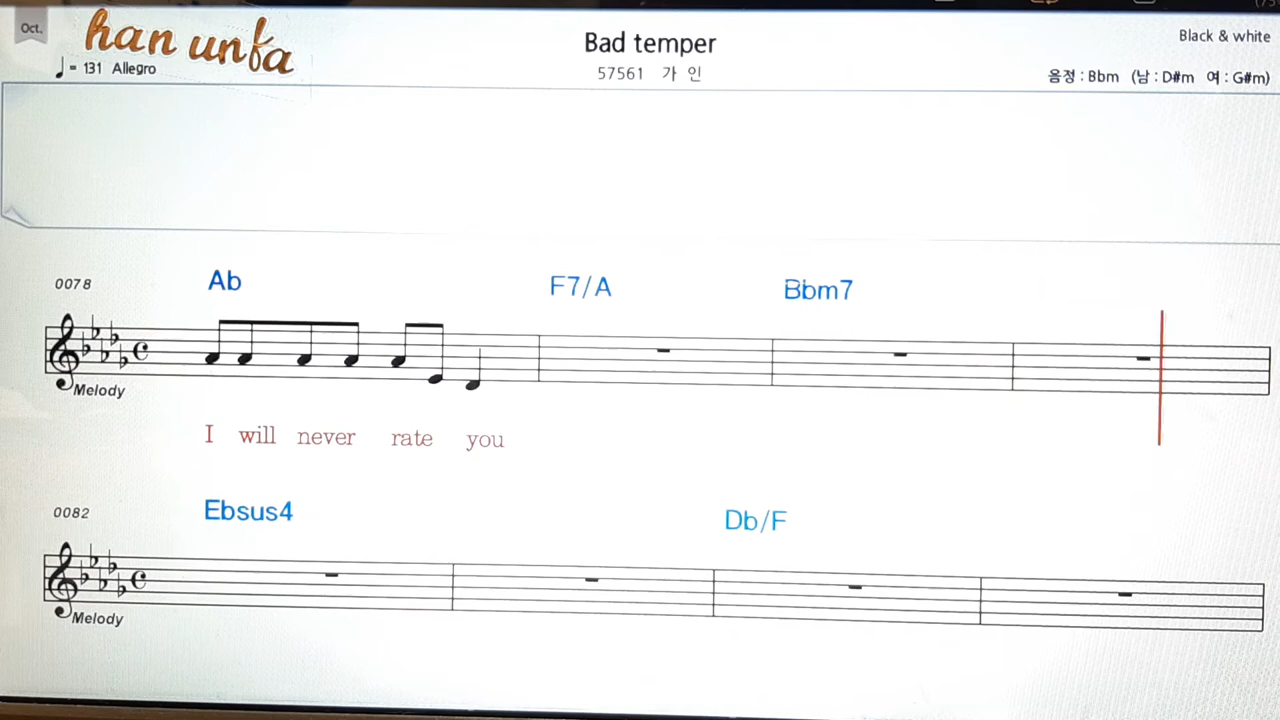 Oct.
han unfa
Bad temper
Black & white
= 131 Allegro
57561 가 인
음정 : Bbm (남 : D#m 여 : G#m)
0078
Ab
F7/A
Bbm7
Melody
I will never rate you
0082
Ebsus4
Db/F
Melody